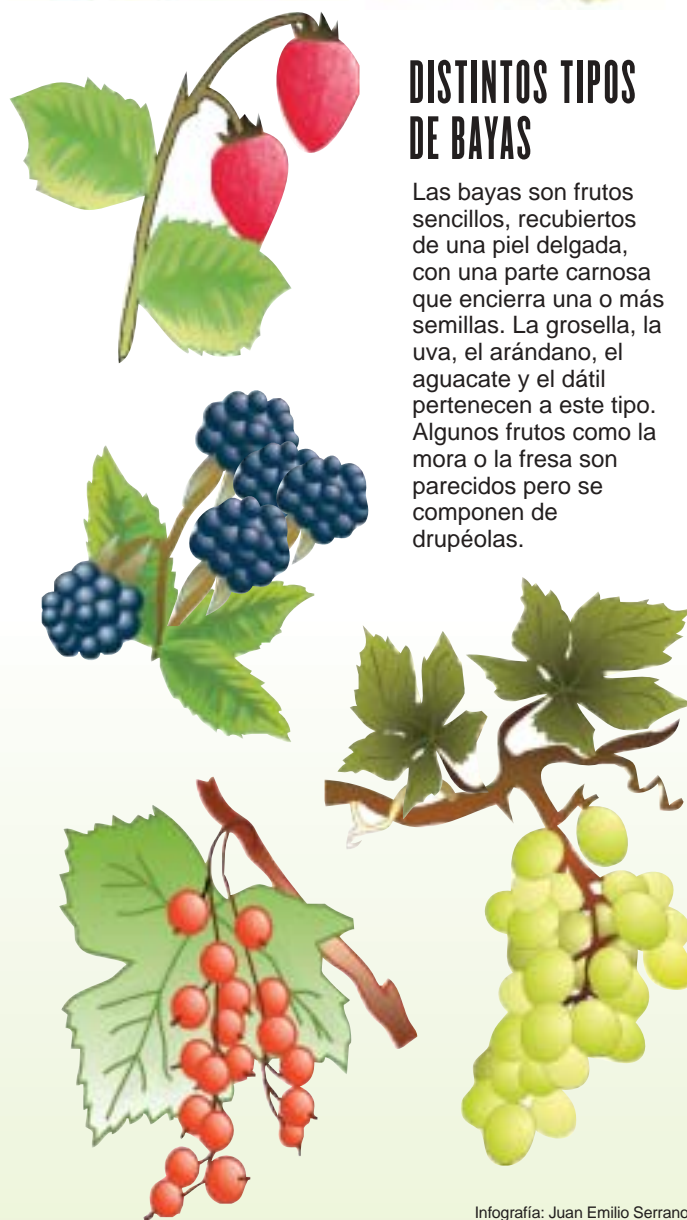 DISTINTOS TIPOS
DE BAYAS
Las bayas son frutos
sencillos, recubiertos
de una piel delgada,
con una parte carnosa
que encierra una o más
semillas. La grosella, la
uva, el arándano, el
aguacate y el dátil
pertenecen a este tipo.
Algunos frutos como la
mora o la fresa son
parecidos pero se
componen de
drupéolas.
Infografía: Juan Emilio Serrano